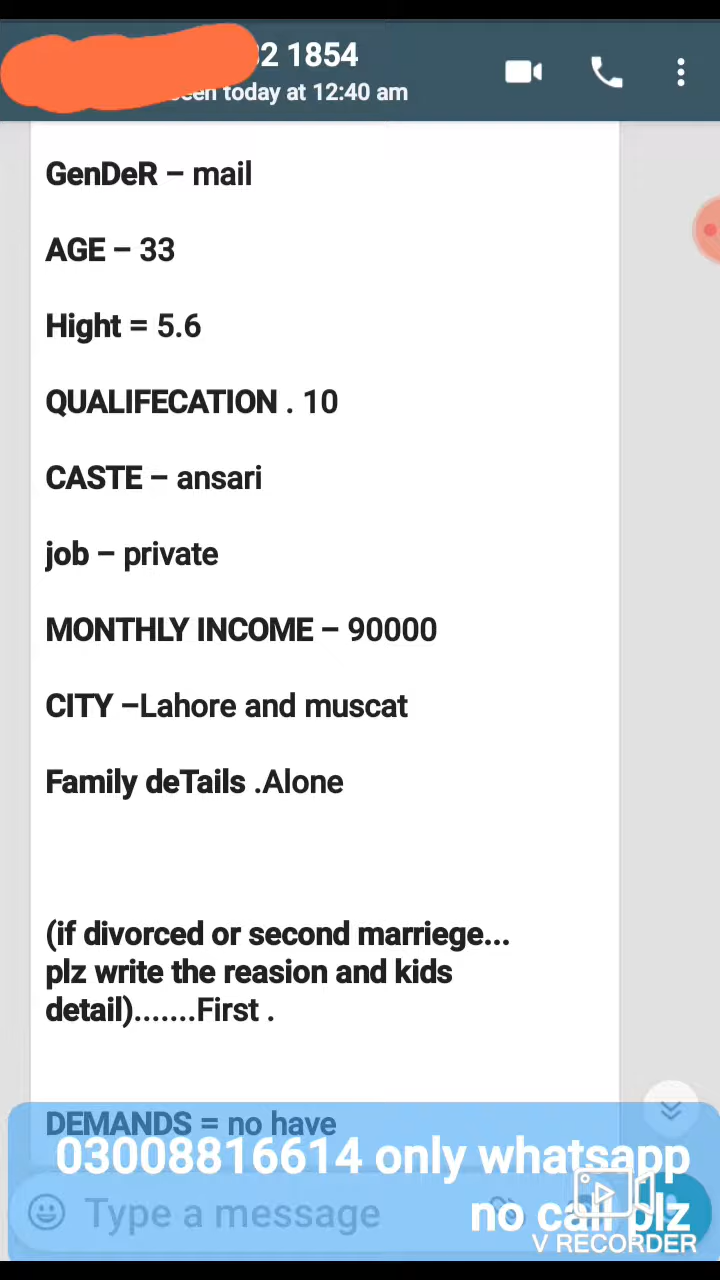 2 1854
seen today at 12:40 am
GenDeR – mail
AGE – 33
Hight = 5.6
QUALIFECATION . 10
CASTE – ansari
job – private
MONTHLY INCOME – 90000
CITY –Lahore and muscat
Family deTails .Alone
(if divorced or second marriege...
plz write the reasion and kids
detail).......First .
DEMANDS = no have
03008816614 only whatsapp
Type a message
no call plz
V RECORDER